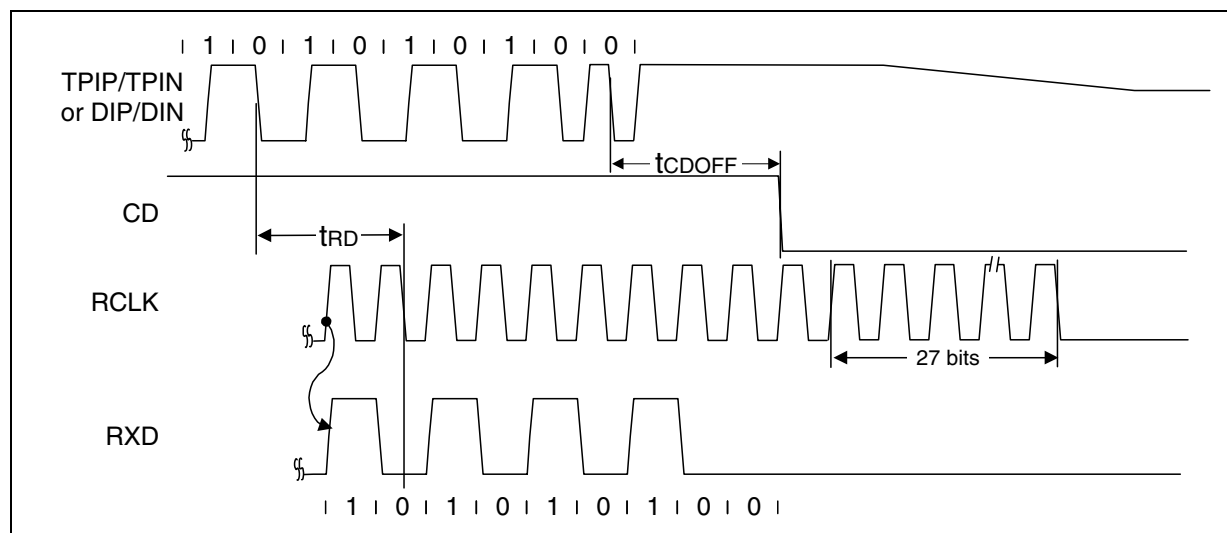 1 0 1 0 1 0 1 0 0
TPIP/TPIN
or DIP/DIN
tCDOFF
CD
tRD
RCLK
27 bits
RXD
1 0 1 0 1 0 1 0 0